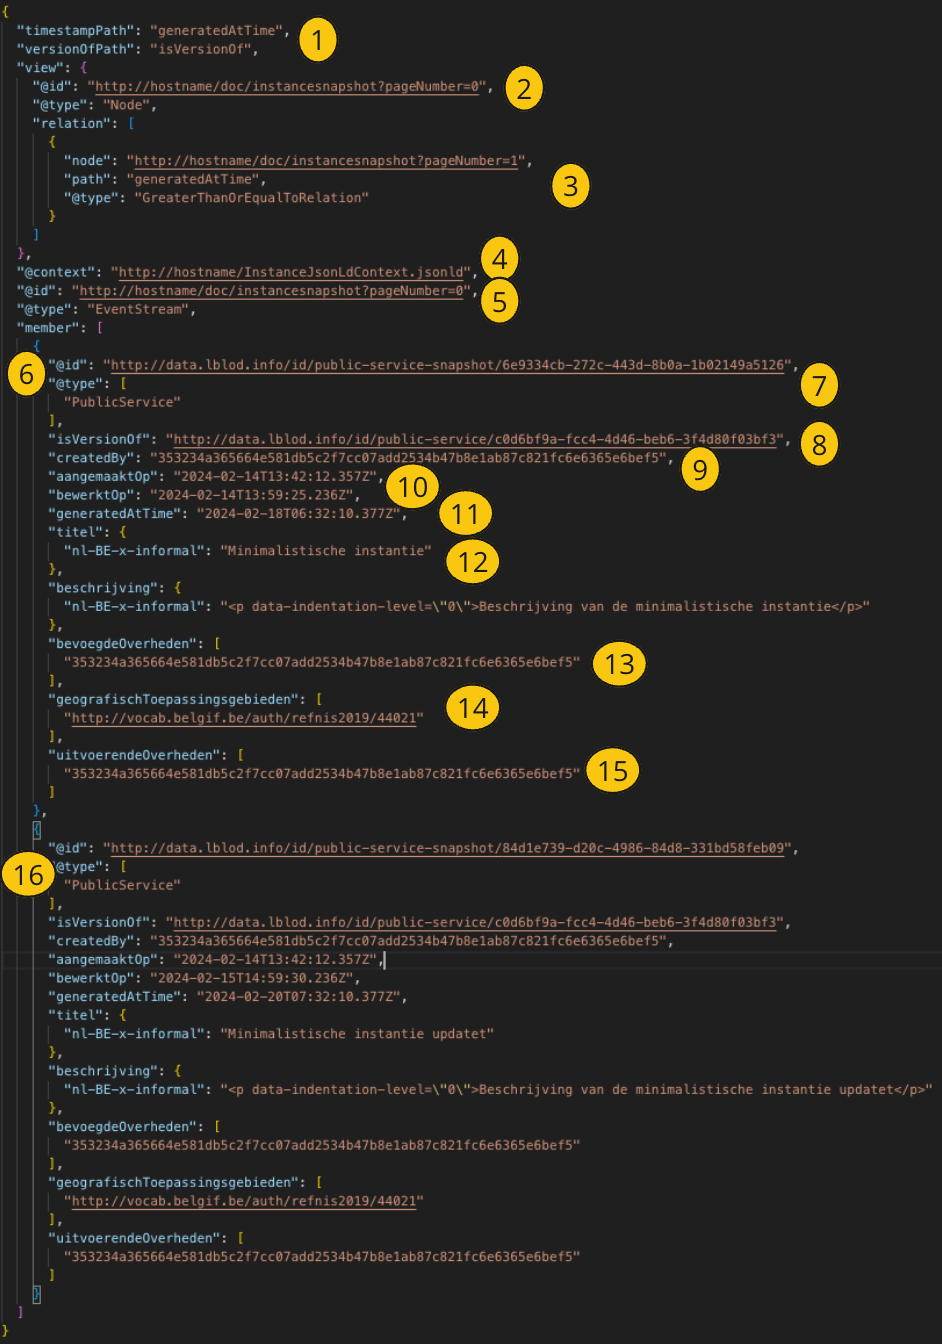 {
"timestampPath": "generatedAtTime", 1
"versionOfPath": "isVersionOf",
"view": {
"@id": "http://hostname/doc/instancesnapshot?pageNumber=0", 2
"@type": "Node",
"relation": [
{
"node": "http://hostname/doc/instancesnapshot?pageNumber=1",
"path": "generatedAtTime", 3
"@type": "GreaterThanOrEqualToRelation"
}
]
},
"@context": "http://hostname/InstanceJsonLdContext.jsonld", 4
"@id": "http://hostname/doc/instancesnapshot?pageNumber=0", 5
"@type": "EventStream",
"member": [
{
6 "@id": "http://data.lblod.info/id/public-service-snapshot/6e9334cb-272c-443d-8b0a-1b02149a5126",
"@type": [ 7
"PublicService"
],
"isVersionOf": "http://data.lblod.info/id/public-service/c0d6bf9a-fcc4-4d46-beb6-3f4d80f03bf3", 8
"createdBy": "353234a365664e581db5c2f7cc07add2534b47b8e1ab87c821fc6e6365e6bef5", 9
"aangemaaktOp": "2024-02-14T13:42:12.357Z", 10
"bewerktOp": "2024-02-14T13:59:25.236Z",
"generatedAtTime": "2024-02-18T06:32:10.377Z", 11
"titel": {
"nl-BE-x-informal": "Minimalistische instantie" 12
},
"beschrijving": {
"nl-BE-x-informal": "<p data-indentation-level=\"0\">Beschrijving van de minimalistische instantie</p>"
},
"bevoegdeOverheden": [
"353234a365664e581db5c2f7cc07add2534b47b8e1ab87c821fc6e6365e6bef5" 13
],
"geografischToepassingsgebieden": [
"http://vocab.belgif.be/auth/refnis2019/44021" 14
],
"uitvoerendeOverheden": [
"353234a365664e581db5c2f7cc07add2534b47b8e1ab87c821fc6e6365e6bef5" 15
]
},
{
"@id": "http://data.lblod.info/id/public-service-snapshot/84d1e739-d20c-4986-84d8-331bd58feb09",
16 @type": [
"PublicService"
],
"isVersionOf": "http://data.lblod.info/id/public-service/c0d6bf9a-fcc4-4d46-beb6-3f4d80f03bf3",
"createdBy": "353234a365664e581db5c2f7cc07add2534b47b8e1ab87c821fc6e6365e6bef5",
"aangemaaktOp": "2024-02-14T13:42:12.357Z",
"bewerktOp": "2024-02-15T14:59:30.236Z",
"generatedAtTime": "2024-02-20T07:32:10.377Z",
"titel": {
"nl-BE-x-informal": "Minimalistische instantie updatet"
},
"beschrijving": {
"nl-BE-x-informal": "<p data-indentation-level=\"0\">Beschrijving van de minimalistische instantie updatet</p>"
},
"bevoegdeOverheden": [
"353234a365664e581db5c2f7cc07add2534b47b8e1ab87c821fc6e6365e6bef5"
],
"geografischToepassingsgebieden": [
"http://vocab.belgif.be/auth/refnis2019/44021"
],
"uitvoerendeOverheden": [
"353234a365664e581db5c2f7cc07add2534b47b8e1ab87c821fc6e6365e6bef5"
]
}
]
}